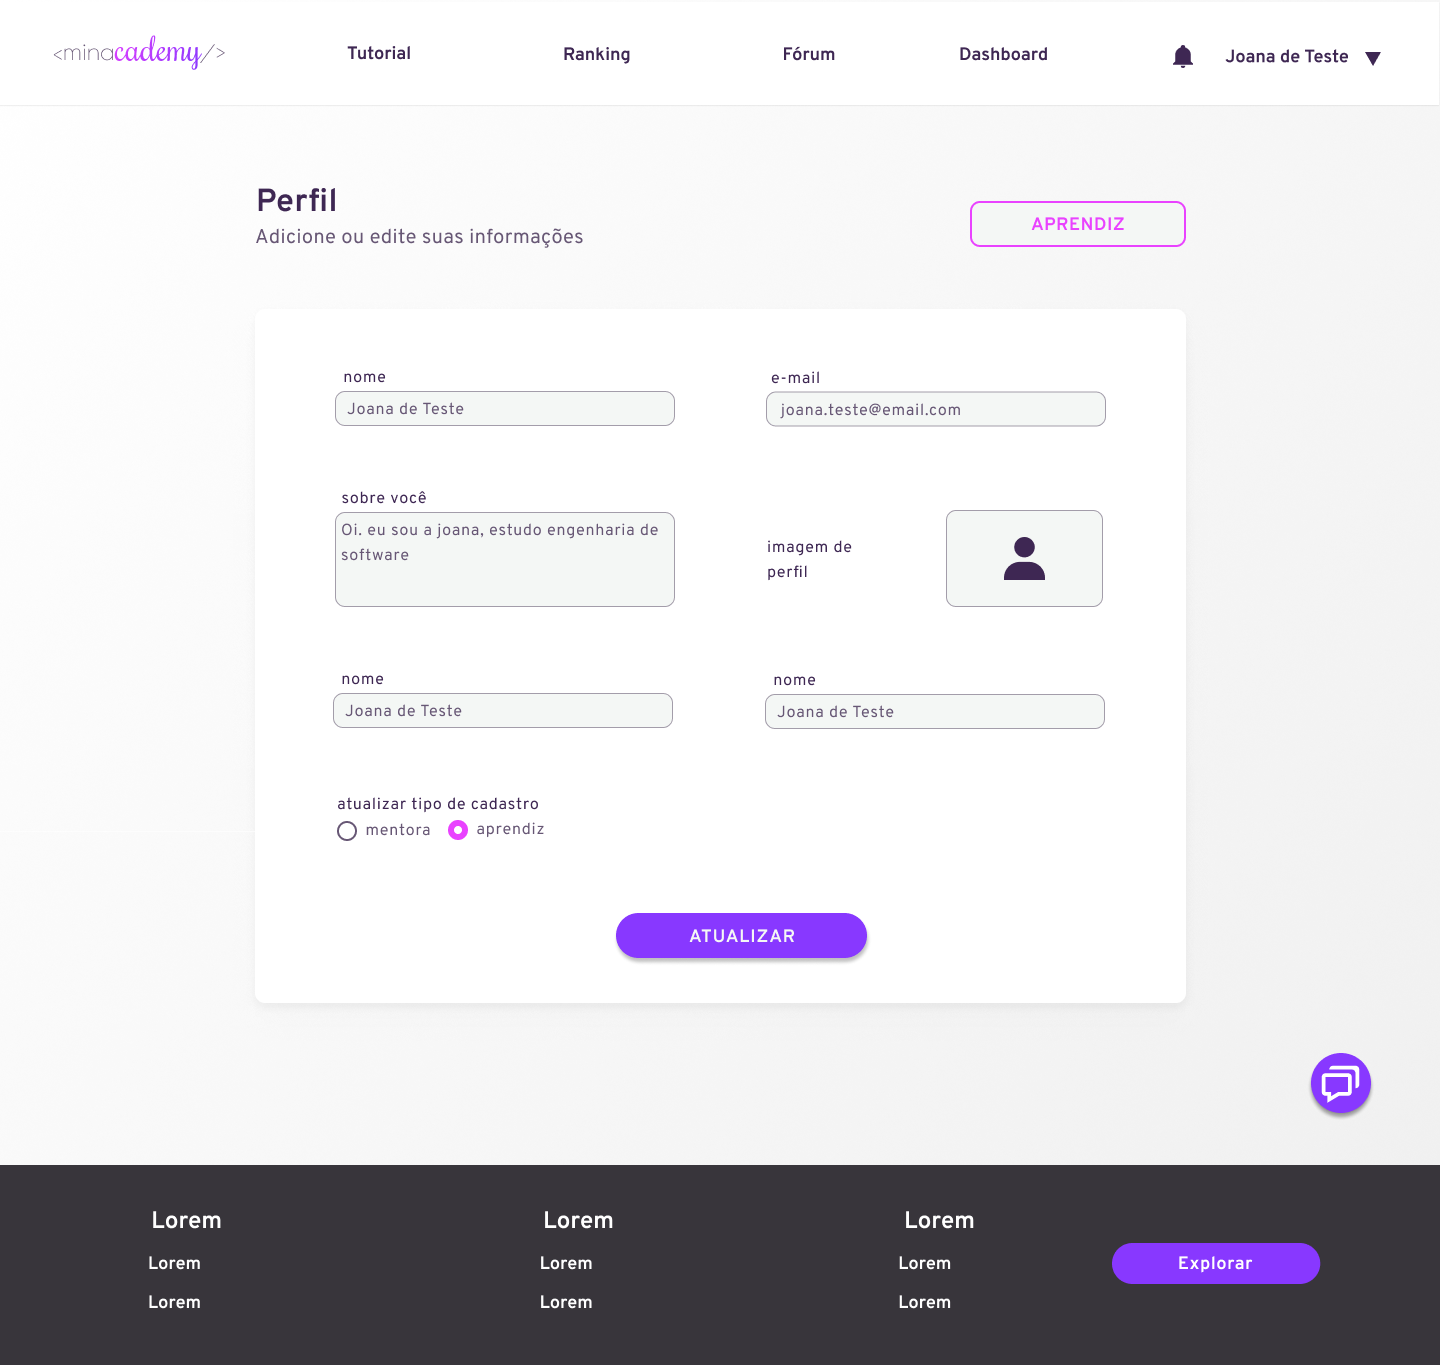 <minacademy/>
Tutorial
Ranking
Fórum
Dashboard
Joana de Teste
Perfil
Adicione ou edite suas informações
APRENDIZ
nome
Joana de Teste
e-mail
joana.teste@email.com
sobre você
Oi. eu sou a joana, estudo engenharia de
software
imagem de
perfil
nome
Joana de Teste
nome
Joana de Teste
atualizar tipo de cadastro
mentora
aprendiz
ATUALIZAR
Lorem
Lorem
Lorem
Lorem
Lorem
Lorem
Lorem
Lorem
Lorem
Explorar